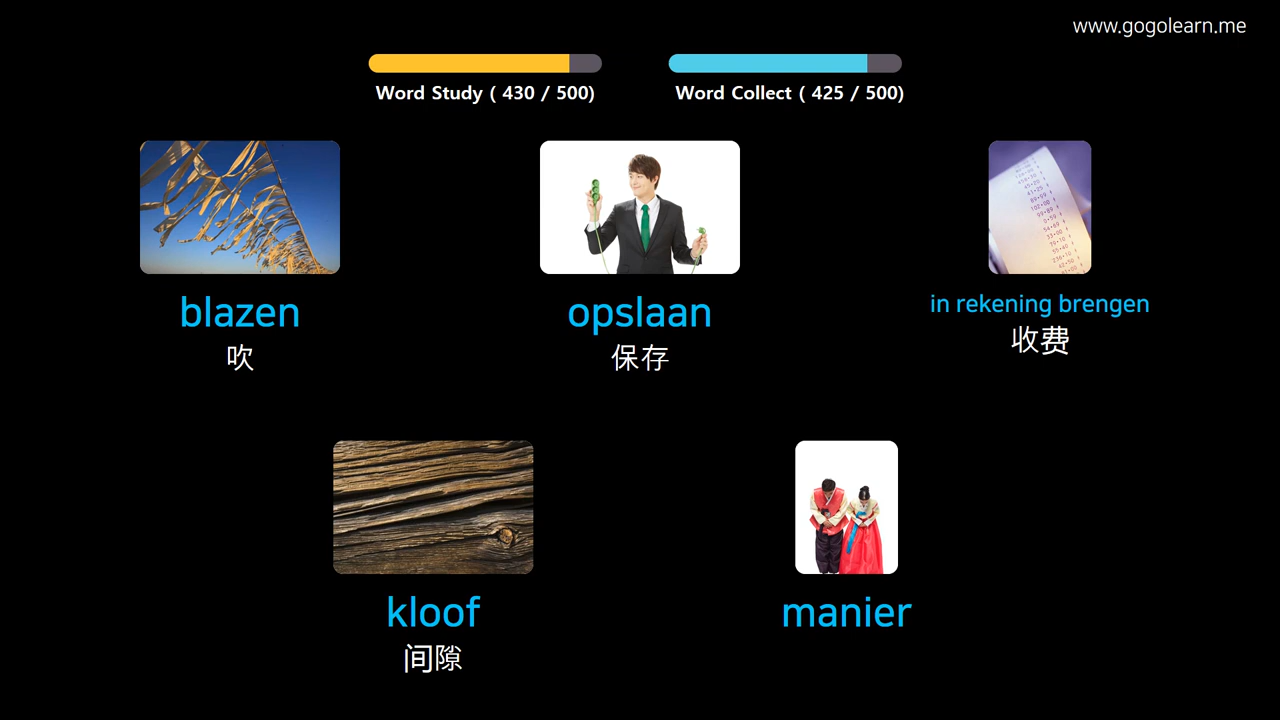 www.gogolearn.me
Word Study ( 430 / 500)
Word Collect ( 425 / 500)
blazen
吹
opslaan
保存
in rekening brengen
收费
kloof
间隙
manier